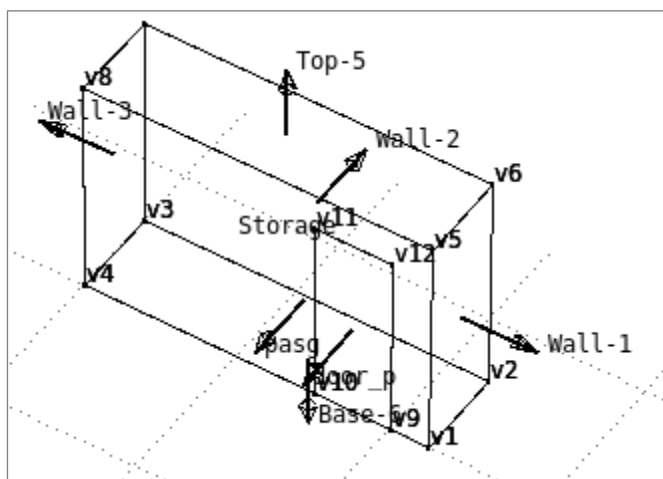 Top-5
v8
Wall-3
Wall-2
v6
v3
Storage
v11
v5
v12
v4
pasg
Wall-1
v2
v10
Base-
v9
v1